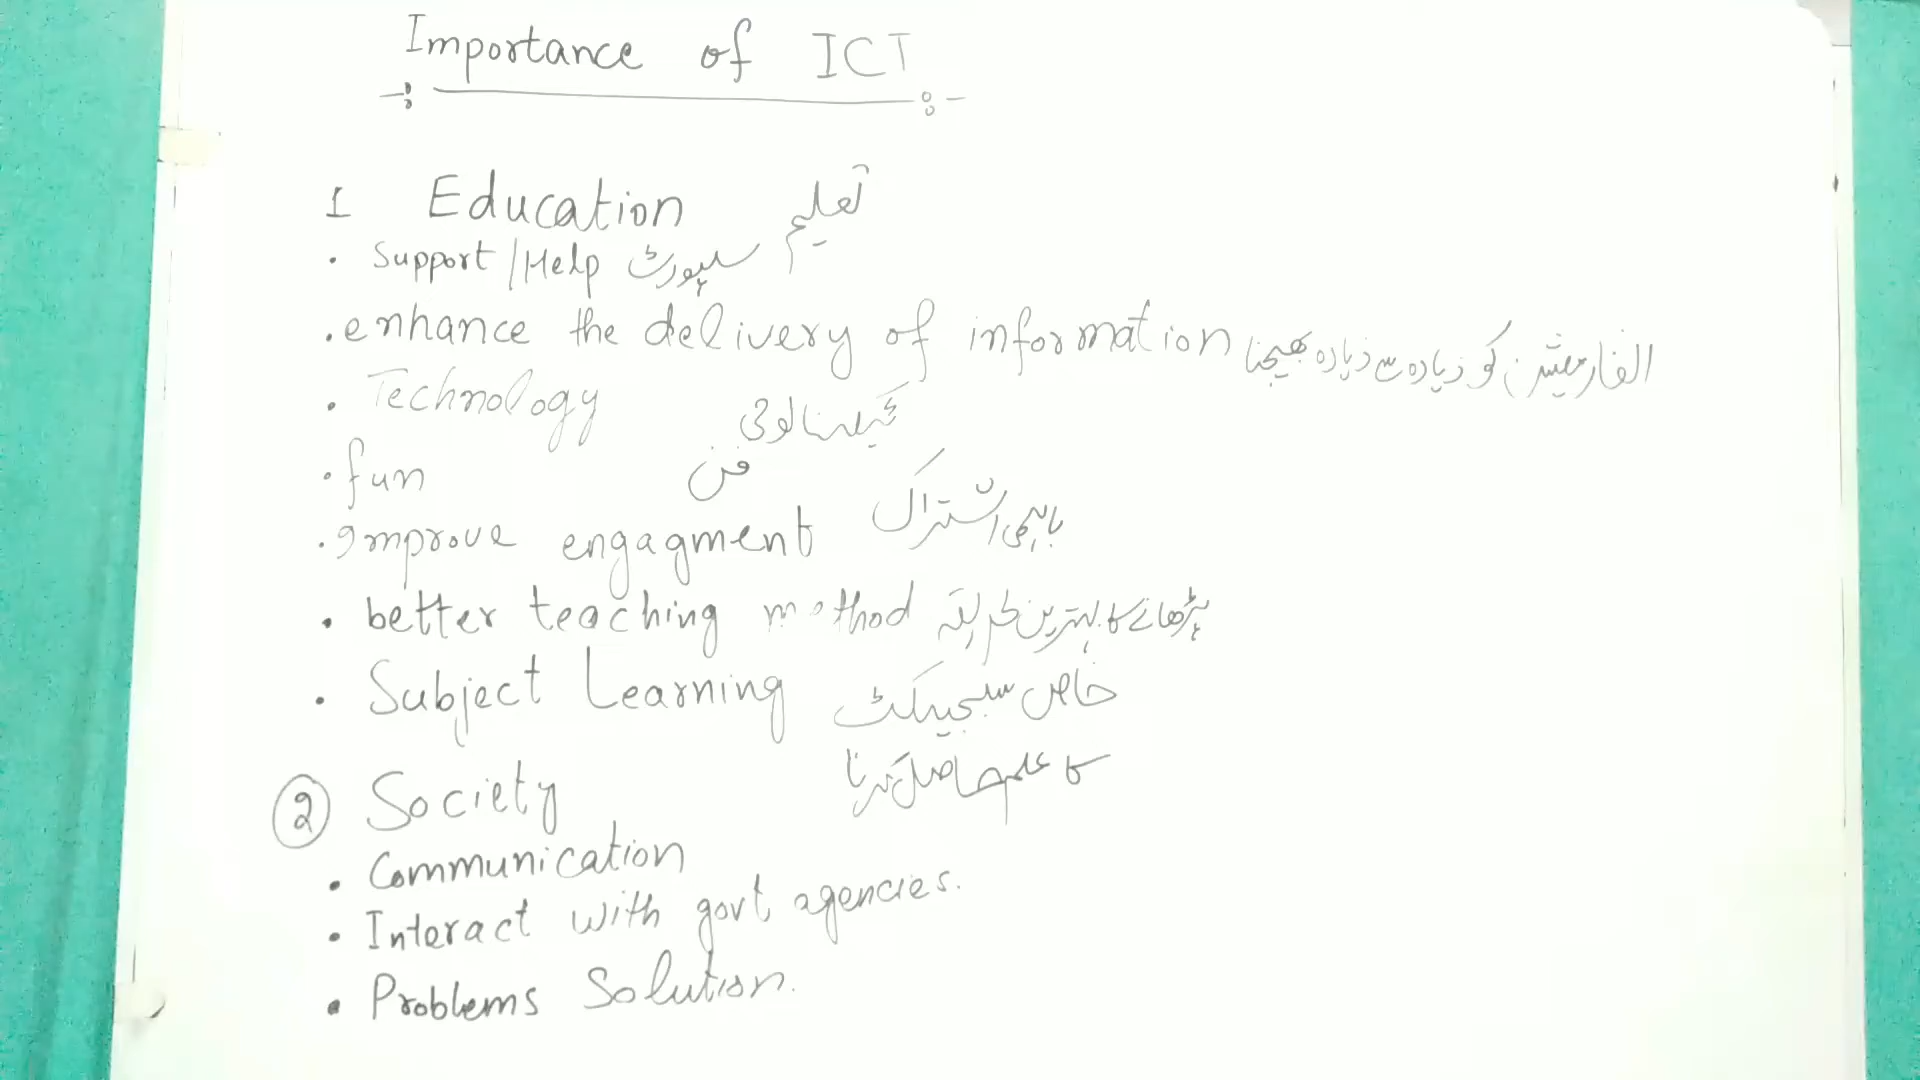 Importance of ICT
1 Education تعلیم
• Support/Help سپورٹ
• enhance the delivery of information انفارمیشن کو زیادہ سے زیادہ بھیجنا
• Technology ٹیکنالوجی
• fun فن
• Improve engagment باہمی اشتراک
• better teaching method پڑھانے کا بہترین طریقہ
• Subject Learning خاص سبجیکٹ
کا علم حاصل کرنا
2 Society
• Communication
• Interact with govt agencies.
• Problems Solution.